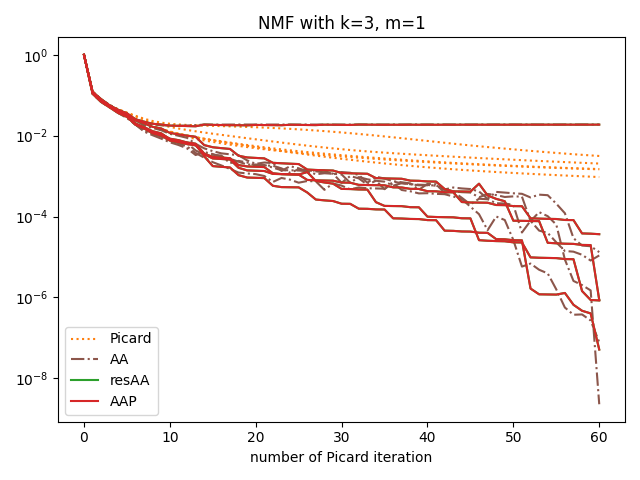 NMF with k=3, m=1
10^0
10^-2
10^-4
10^-6
10^-8
Picard
AA
resAA
AAP
0 10 20 30 40 50 60
number of Picard iteration